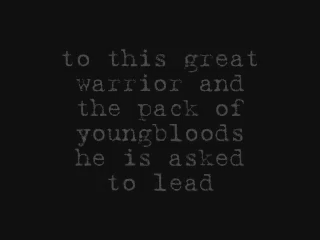 to this great
warrior and
the pack of
youngbloods
he is asked
to lead